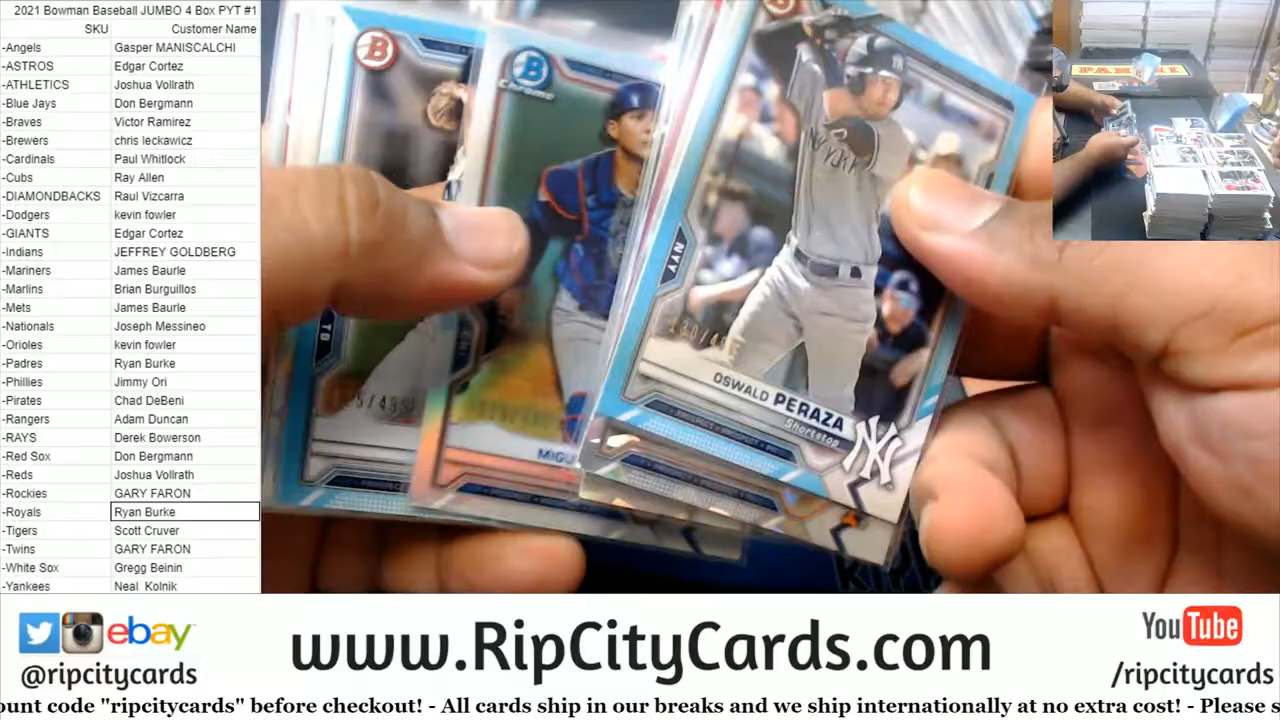 2021 Bowman Baseball JUMBO 4 Box PYT #1
SKU Customer Name
-Angels Gasper MANISCALCHI
-ASTROS Edgar Cortez
-ATHLETICS Joshua Vollrath
-Blue Jays Don Bergmann
-Braves Victor Ramirez
-Brewers chris leckawicz
-Cardinals Paul Whitlock
-Cubs Ray Allen
-DIAMONDBACKS Raul Vizcarra
-Dodgers kevin fowler
-GIANTS Edgar Cortez
-Indians JEFFREY GOLDBERG
-Mariners James Baurle
-Marlins Brian Burguillos
-Mets James Baurle
-Nationals Joseph Messineo
-Orioles kevin fowler
-Padres Ryan Burke
-Phillies Jimmy Ori
-Pirates Chad DeBeni
-Rangers Adam Duncan
-RAYS Derek Bowerson
-Red Sox Don Bergmann
-Reds Joshua Vollrath
-Rockies GARY FARON
-Royals Ryan Burke
-Tigers Scott Cruver
-Twins GARY FARON
-White Sox Gregg Beinin
-Yankees Neal Kolnik
B
B
Chrome
NEW YORK
NYY
TB
OSWALD PERAZA
Shortstop
NY
MIGU
PANINI
ebay
@ripcitycards
www.RipCityCards.com
YouTube
/ripcitycards
ount code "ripcitycards" before checkout! - All cards ship in our breaks and we ship internationally at no extra cost! - Please s